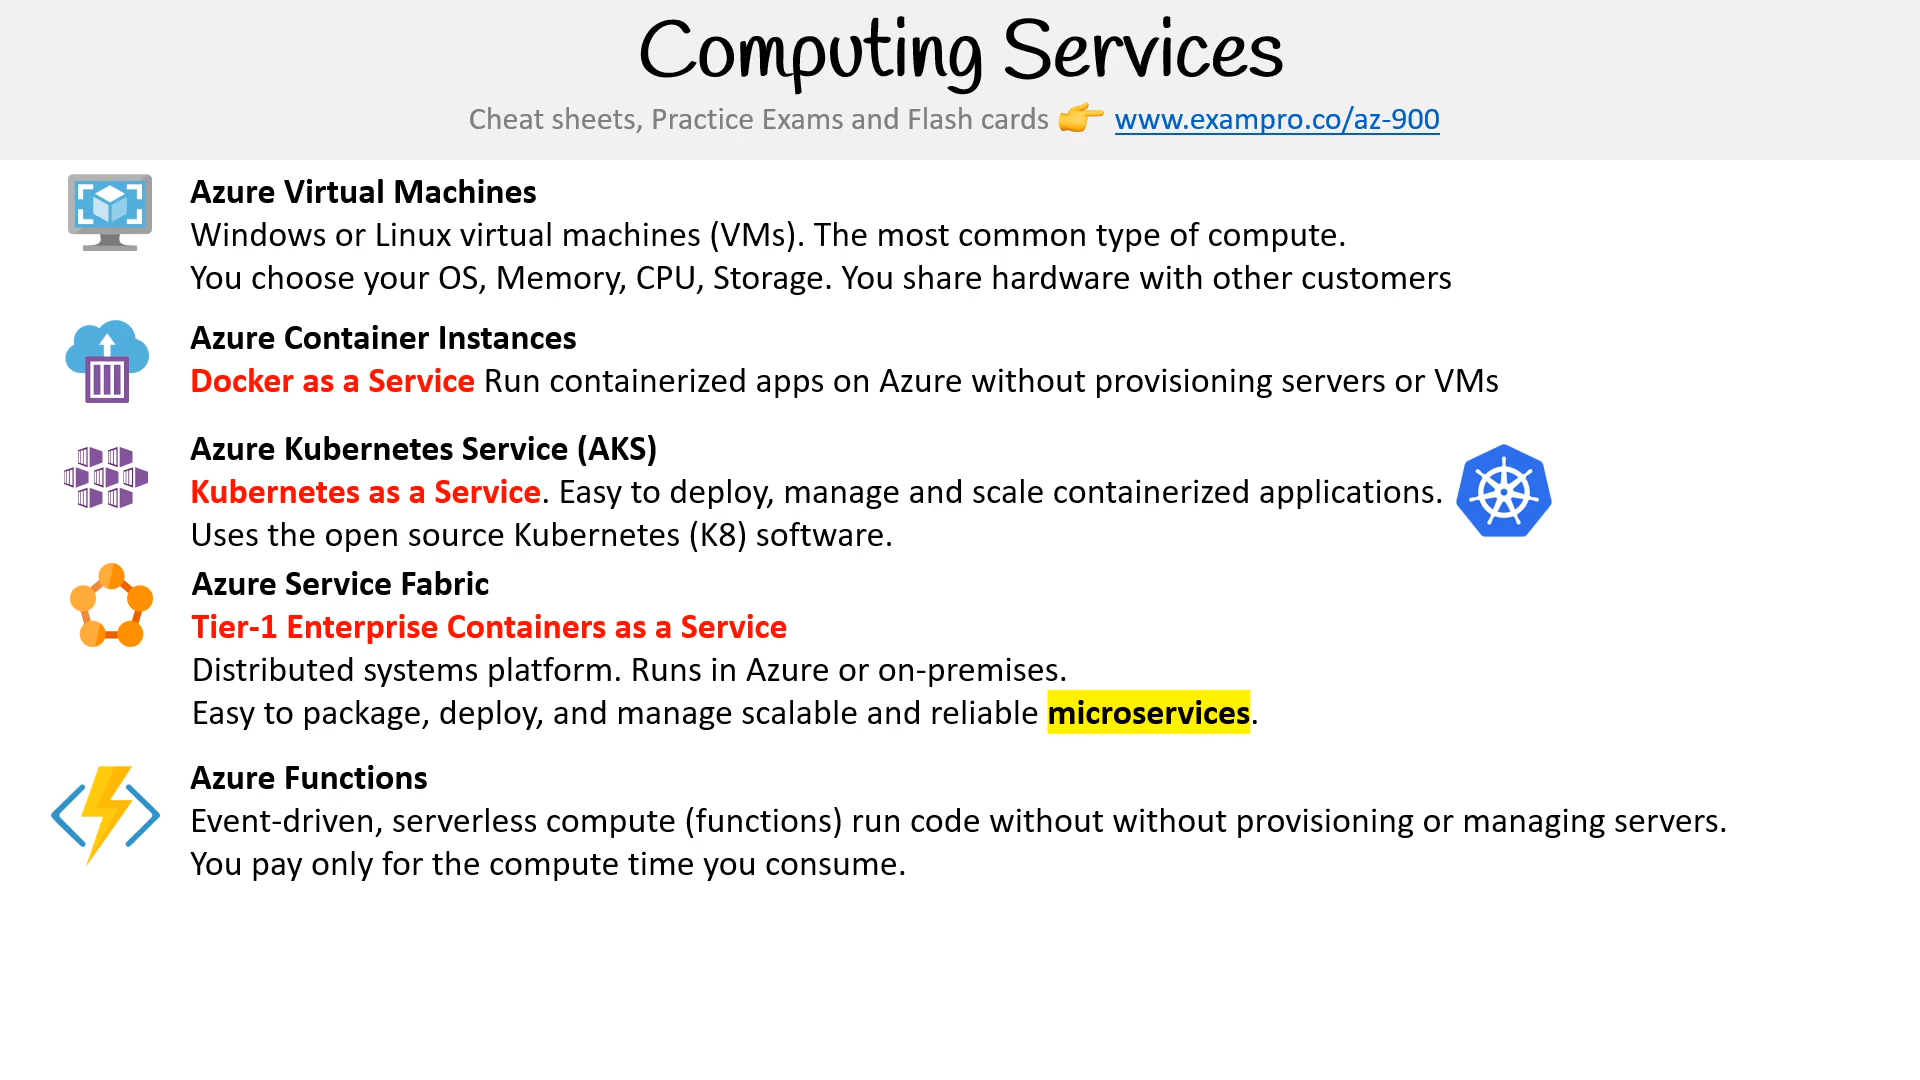 Computing Services
Cheat sheets, Practice Exams and Flash cards 👉 www.exampro.co/az-900
Azure Virtual Machines
Windows or Linux virtual machines (VMs). The most common type of compute.
You choose your OS, Memory, CPU, Storage. You share hardware with other customers
Azure Container Instances
Docker as a Service Run containerized apps on Azure without provisioning servers or VMs
Azure Kubernetes Service (AKS)
Kubernetes as a Service. Easy to deploy, manage and scale containerized applications.
Uses the open source Kubernetes (K8) software.
Azure Service Fabric
Tier-1 Enterprise Containers as a Service
Distributed systems platform. Runs in Azure or on-premises.
Easy to package, deploy, and manage scalable and reliable microservices.
Azure Functions
Event-driven, serverless compute (functions) run code without without provisioning or managing servers.
You pay only for the compute time you consume.